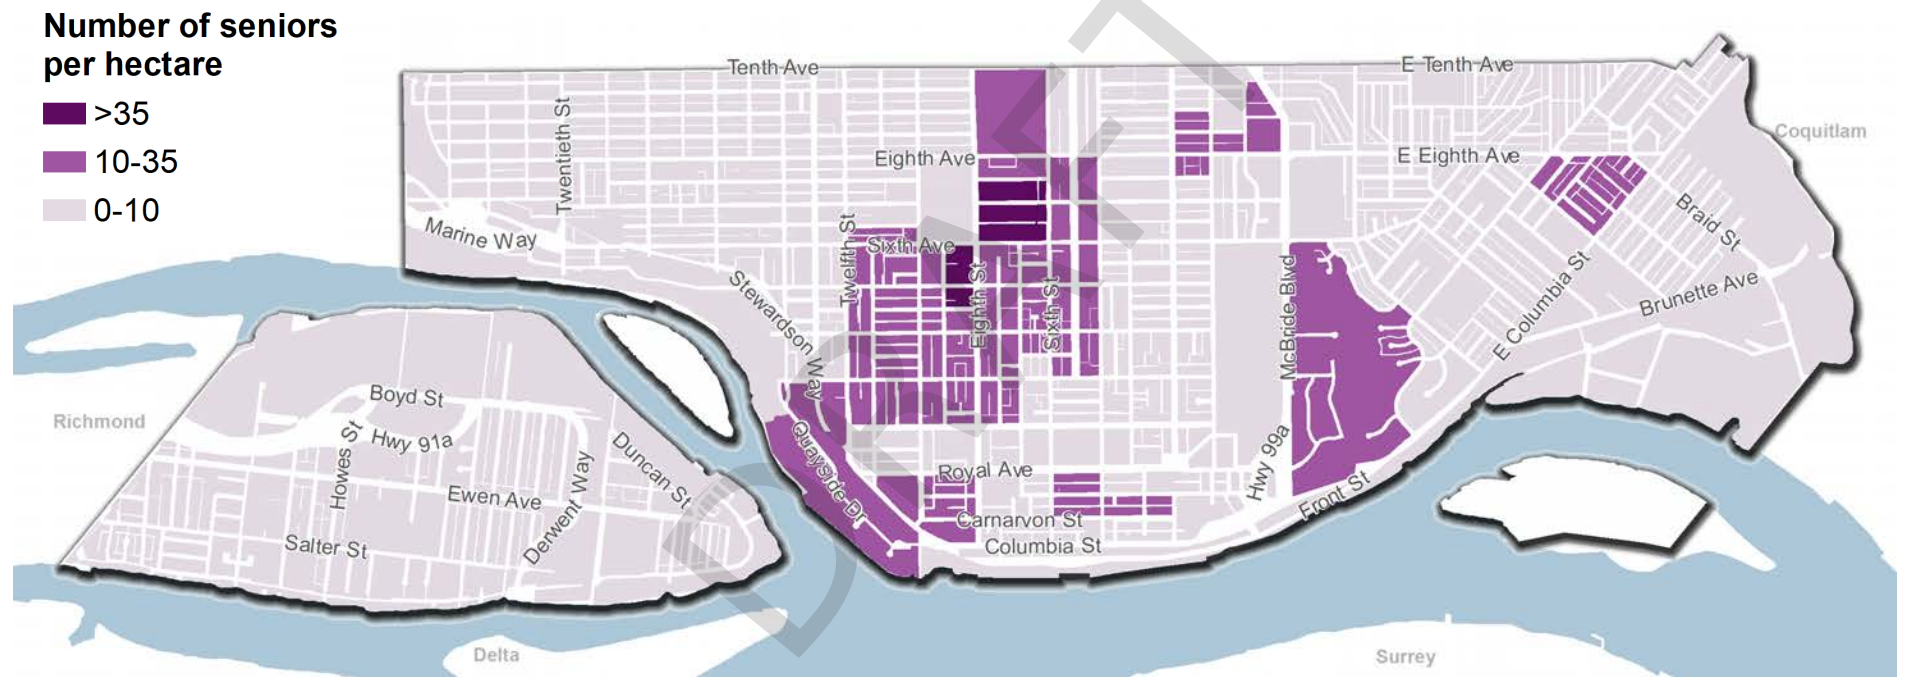 Number of seniors
per hectare
>35
10-35
0-10
Tenth Ave
E Tenth Ave
Coquitlam
Eighth Ave
E Eighth Ave
Twentieth St
Marine Way
Twelfth St
Sixth Ave
Braid St
Stewardson Way
Eighth St
Sixth St
McBride Blvd
E Columbia St
Brunette Ave
Richmond
Boyd St
Hwy 91a
Howes St
Duncan St
Quayside Dr
Royal Ave
Hwy 99a
Ewen Ave
Derwent Way
Front St
Carnarvon St
Salter St
Columbia St
Delta
Surrey
DRAFT